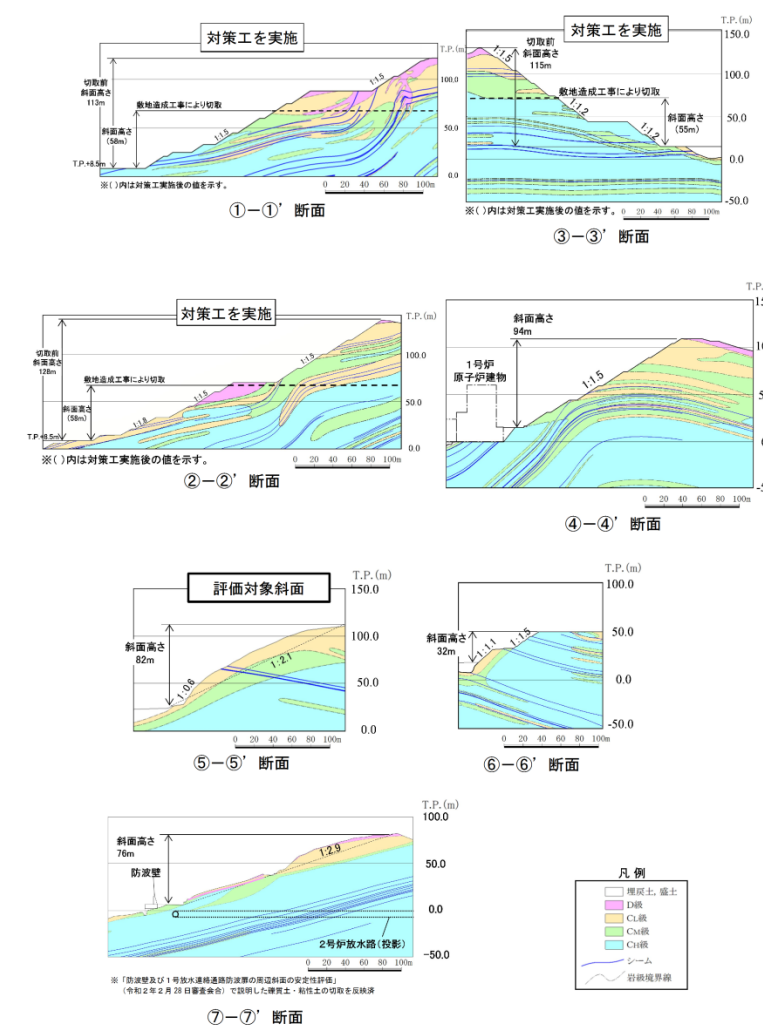 対策工を実施
T.P.(m)
切取前
斜面高さ
113m
敷地造成工事により切取
斜面高さ
(58m)
T.P.+8.5m
1:1.5
1:1.5
100.0
50.0
0.0
※( )内は対策工実施後の値を示す。
0 20 40 60 80 100m
①－①’ 断面
対策工を実施
T.P.(m)
150.0
切取前
斜面高さ
115m
1:1.5
100.0
敷地造成工事により切取
1:1.2
斜面高さ
(55m)
1:1.2
50.0
0.0
-50.0
※( )内は対策工実施後の値を示す。
0 20 40 60 80 100m
③－③’ 断面
対策工を実施
T.P.(m)
切取前
斜面高さ
128m
敷地造成工事により切取
斜面高さ
(58m)
T.P.+8.5m
1:1.8
1:1.5
1:1.5
100.0
50.0
0.0
※( )内は対策工実施後の値を示す。
0 20 40 60 80 100m
②－②’ 断面
T.P.
斜面高さ
94m
1号炉
原子炉建物
1:1.5
0 20 40 60 80 100m
④－④’ 断面
評価対象斜面
T.P.(m)
150.0
斜面高さ
82m
1:0.6
1:2.1
100.0
50.0
0.0
0 20 40 60 80 100m
⑤－⑤’ 断面
T.P.(m)
100.0
斜面高さ
32m
1:1.1
1:1.5
50.0
0.0
-50.0
0 20 40 60 80 100m
⑥－⑥’ 断面
T.P.(m)
100.0
斜面高さ
76m
防波壁
1:2.9
50.0
0.0
2号炉放水路(投影)
-50.0
※「防波壁及び１号放水連絡通路防波扉の周辺斜面の安定性評価」
（令和２年２月28日審査会合）で説明した礫質土・粘性土の切取を反映済
0 20 40 60 80 100m
⑦－⑦’ 断面
凡 例
埋戻土，盛土
D級
CL級
CM級
CH級
シーム
岩級境界線